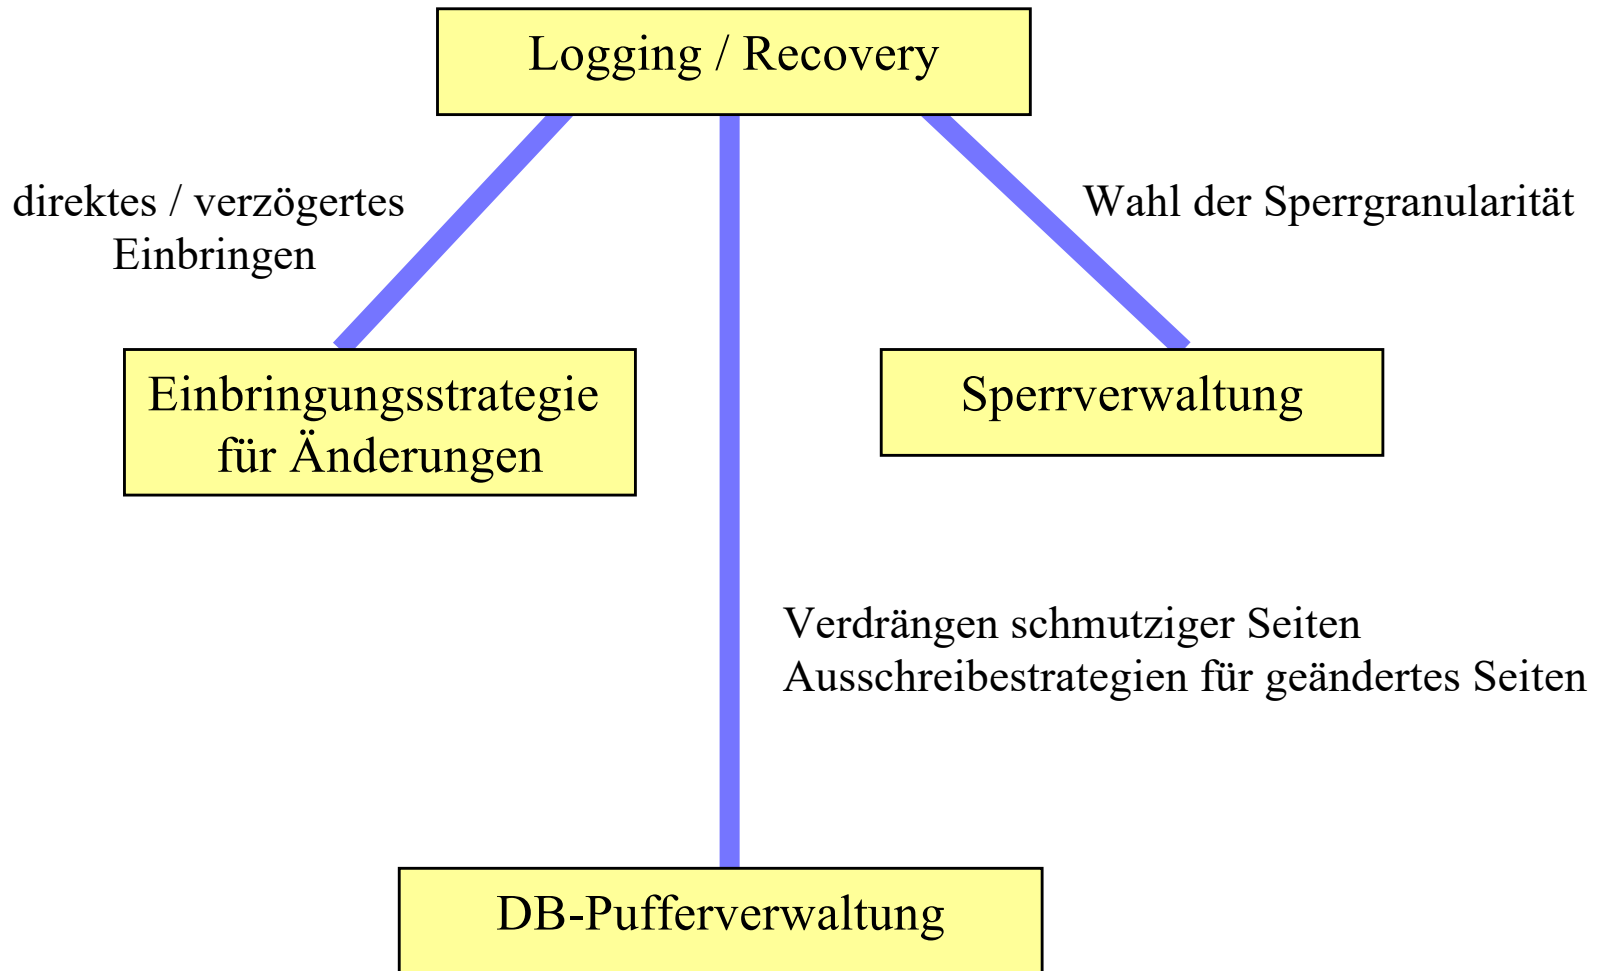 Logging / Recovery
direktes / verzögertes
Einbringen
Wahl der Sperrgranularität
Einbringungsstrategie
für Änderungen
Sperrverwaltung
Verdrängen schmutziger Seiten
Ausschreibestrategien für geändertes Seiten
DB-Pufferverwaltung